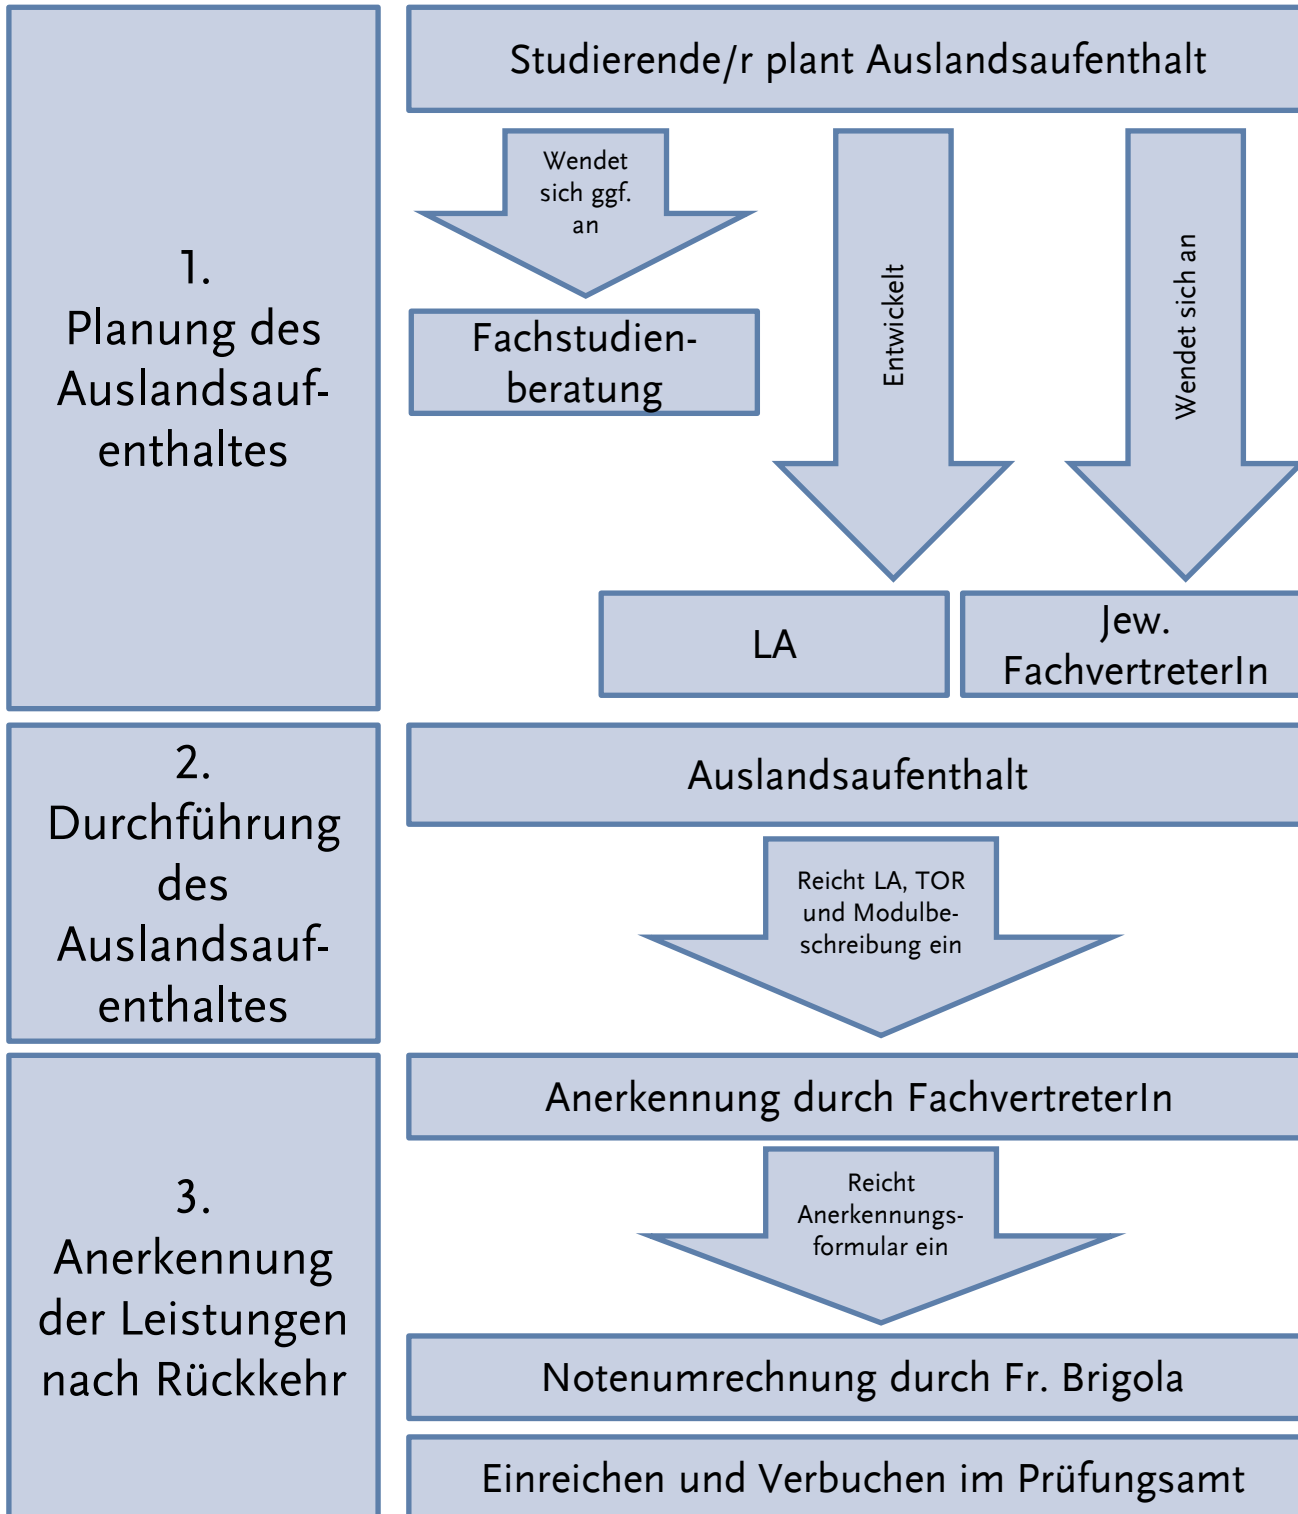 1.
Planung des
Auslandsauf-
enthaltes
Studierende/r plant Auslandsaufenthalt
Wendet
sich ggf.
an
Entwickelt
Wendet sich an
Fachstudien-
beratung
LA
Jew.
FachvertreterIn
2.
Durchführung
des
Auslandsauf-
enthaltes
Auslandsaufenthalt
Reicht LA, TOR
und Modulbe-
schreibung ein
3.
Anerkennung
der Leistungen
nach Rückkehr
Anerkennung durch FachvertreterIn
Reicht
Anerkennungs-
formular ein
Notenumrechnung durch Fr. Brigola
Einreichen und Verbuchen im Prüfungsamt